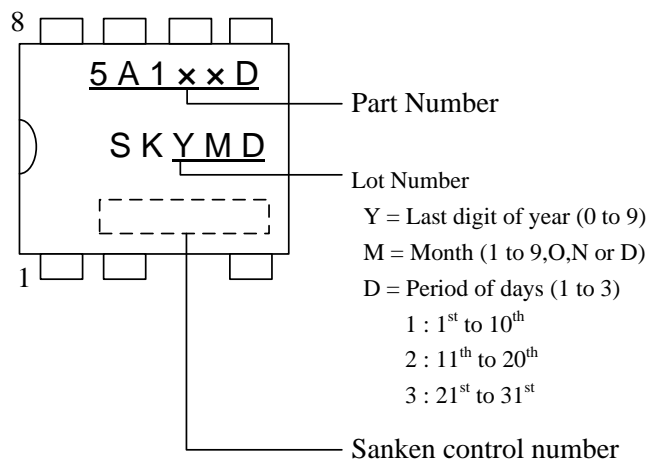 8
5 A 1 × × D
Part Number
S K Y M D
Lot Number
Y = Last digit of year (0 to 9)
M = Month (1 to 9,O,N or D)
D = Period of days (1 to 3)
1 : 1st to 10th
2 : 11th to 20th
3 : 21st to 31st
1
Sanken control number